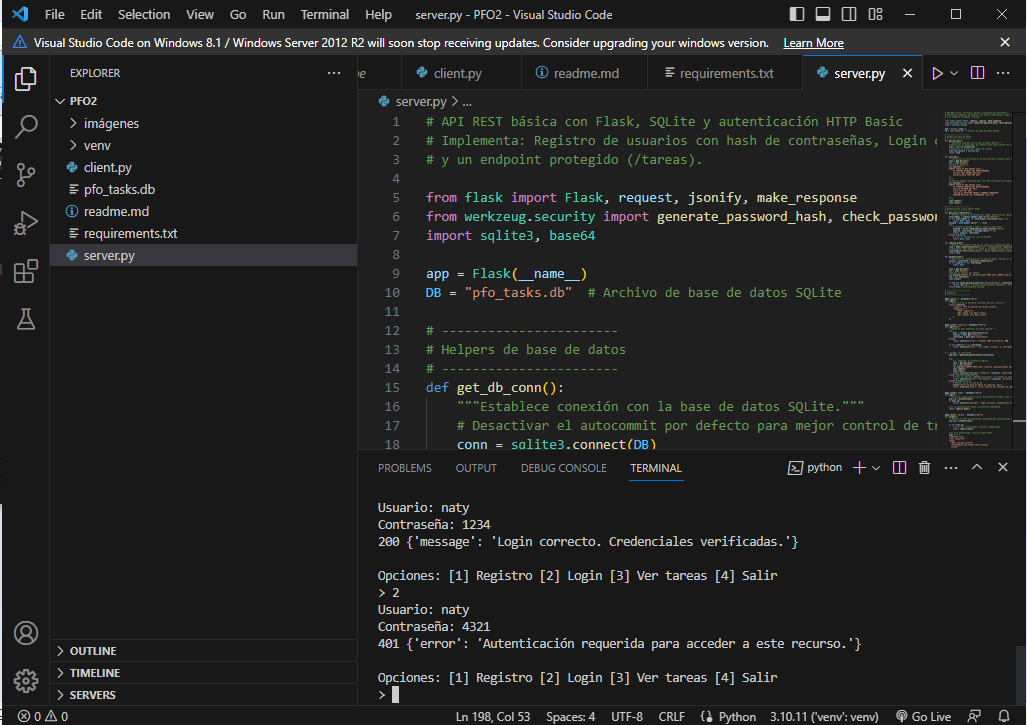 File Edit Selection View Go Run Terminal Help server.py - PFO2 - Visual Studio Code
Visual Studio Code on Windows 8.1 / Windows Server 2012 R2 will soon stop receiving updates. Consider upgrading your windows version. Learn More
EXPLORER
PFO2
imágenes
venv
client.py
pfo_tasks.db
readme.md
requirements.txt
server.py
OUTLINE
TIMELINE
SERVERS
client.py readme.md requirements.txt server.py
server.py > ...
1 # API REST básica con Flask, SQLite y autenticación HTTP Basic
2 # Implementa: Registro de usuarios con hash de contraseñas, Login
3 # y un endpoint protegido (/tareas).
4
5 from flask import Flask, request, jsonify, make_response
6 from werkzeug.security import generate_password_hash, check_passwor
7 import sqlite3, base64
8
9 app = Flask(__name__)
10 DB = "pfo_tasks.db" # Archivo de base de datos SQLite
11
12 # -----------------------
13 # Helpers de base de datos
14 # -----------------------
15 def get_db_conn():
16 """Establece conexión con la base de datos SQLite."""
17 # Desactivar el autocommit por defecto para mejor control de tr
18 conn = sqlite3.connect(DB)
PROBLEMS OUTPUT DEBUG CONSOLE TERMINAL python
Usuario: naty
Contraseña: 1234
200 {'message': 'Login correcto. Credenciales verificadas.'}
Opciones: [1] Registro [2] Login [3] Ver tareas [4] Salir
> 2
Usuario: naty
Contraseña: 4321
401 {'error': 'Autenticación requerida para acceder a este recurso.'}
Opciones: [1] Registro [2] Login [3] Ver tareas [4] Salir
>
0 0 Ln 198, Col 53 Spaces: 4 UTF-8 CRLF Python 3.10.11 ('venv': venv) Go Live